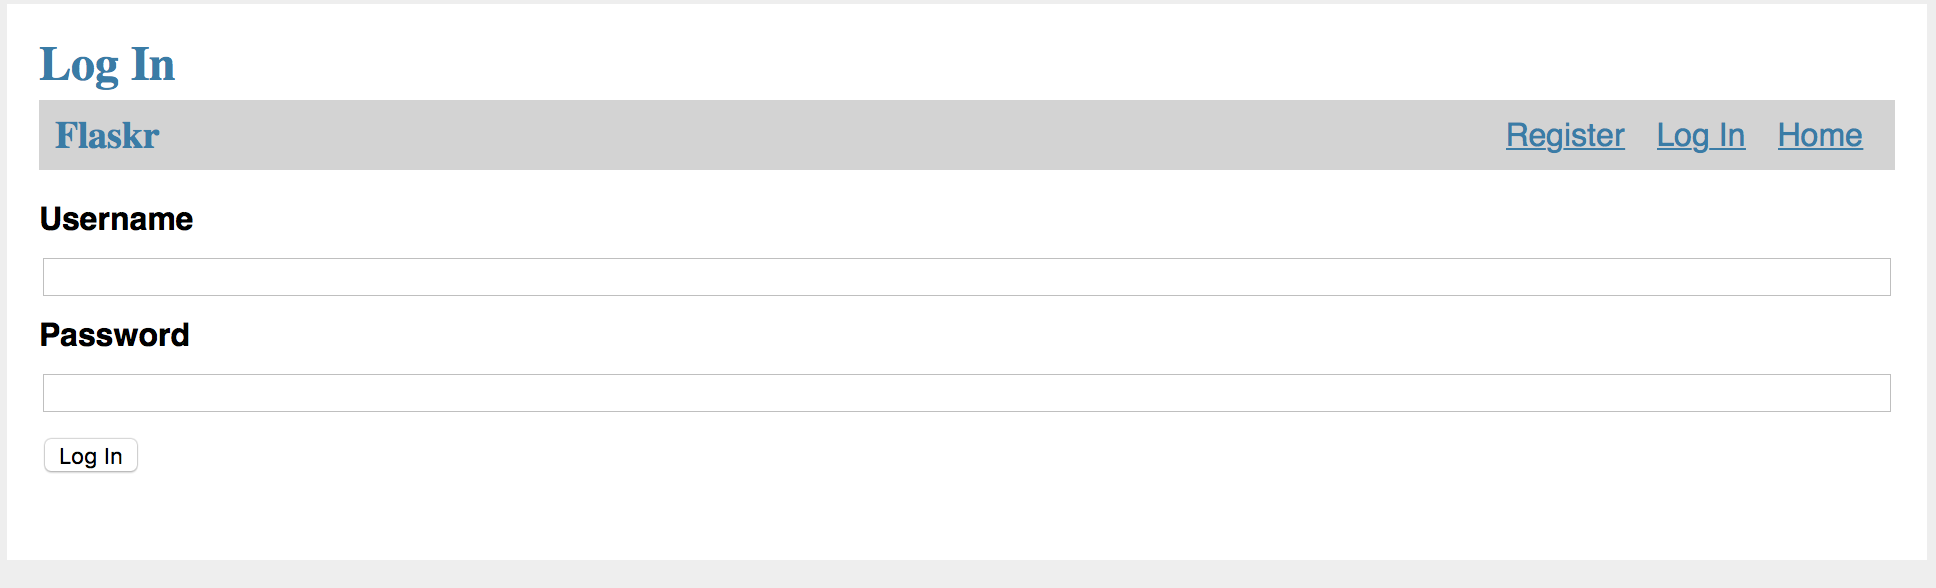 Log In
Flaskr Register Log In Home
Username
Password
Log In